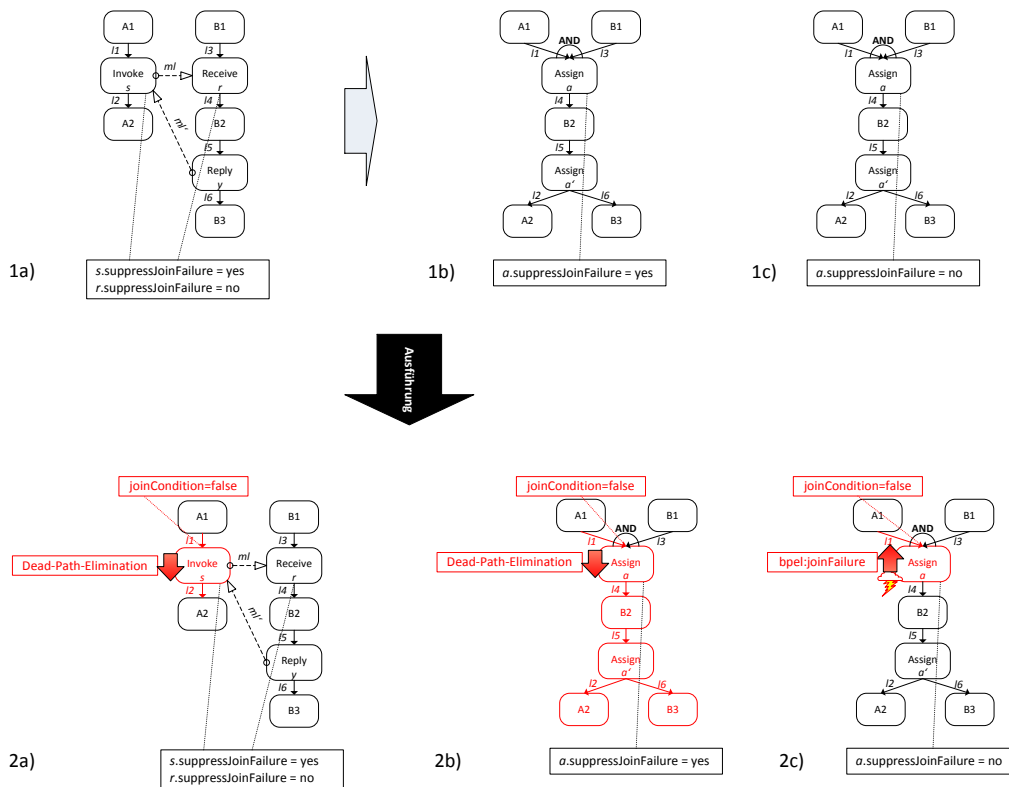 A1
B1
l1
l3
Invoke
s
ml
Receive
r
l2
l4
A2
ml'
B2
l5
Reply
y
l6
B3
1a)
s.suppressJoinFailure = yes
r.suppressJoinFailure = no
A1
B1
AND
l1
l3
Assign
a
l4
B2
l5
Assign
a'
l2
l6
A2
B3
1b)
a.suppressJoinFailure = yes
A1
B1
AND
l1
l3
Assign
a
l4
B2
l5
Assign
a'
l2
l6
A2
B3
1c)
a.suppressJoinFailure = no
Ausführung
joinCondition=false
A1
B1
l1
l3
Dead-Path-Elimination
Invoke
s
ml
Receive
r
l2
l4
A2
ml'
B2
l5
Reply
y
l6
B3
2a)
s.suppressJoinFailure = yes
r.suppressJoinFailure = no
joinCondition=false
A1
B1
AND
l1
l3
Dead-Path-Elimination
Assign
a
l4
B2
l5
Assign
a'
l2
l6
A2
B3
2b)
a.suppressJoinFailure = yes
joinCondition=false
A1
B1
AND
l1
l3
bpel:joinFailure
Assign
a
l4
B2
l5
Assign
a'
l2
l6
A2
B3
2c)
a.suppressJoinFailure = no